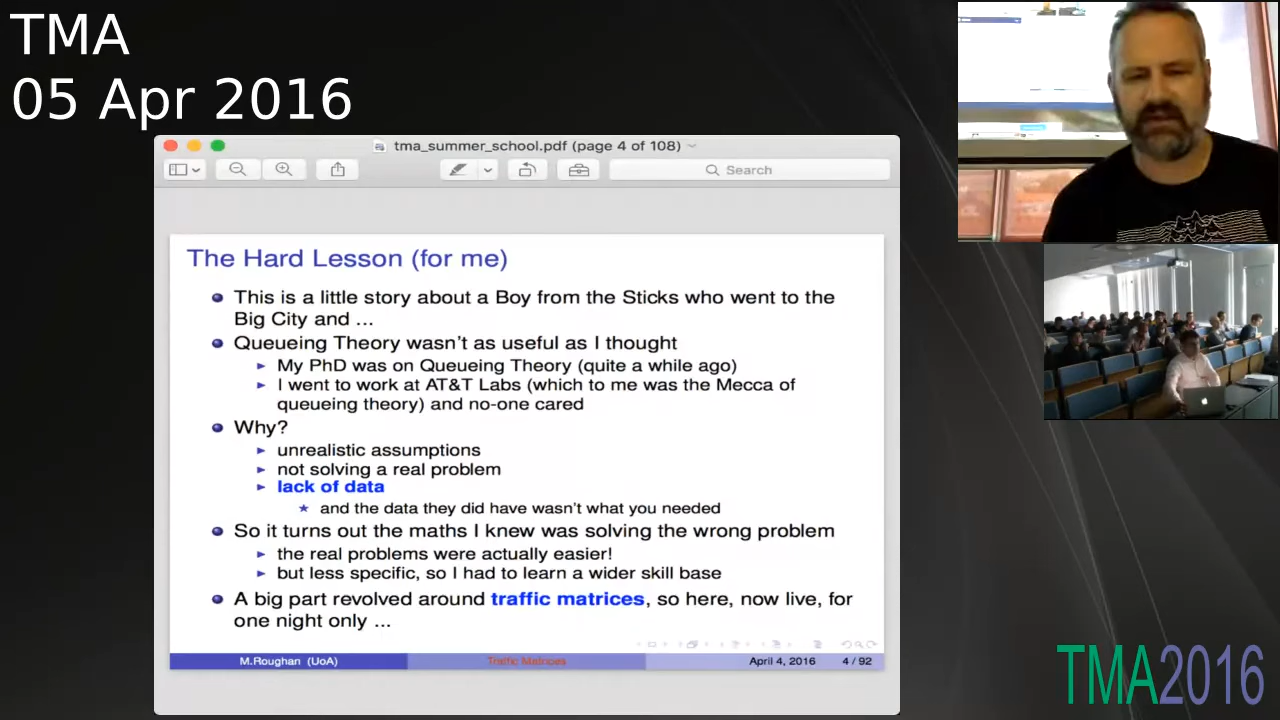 TMA
05 Apr 2016
tma_summer_school.pdf (page 4 of 108)
Search
The Hard Lesson (for me)
This is a little story about a Boy from the Sticks who went to the
Big City and ...
Queueing Theory wasn't as useful as I thought
My PhD was on Queueing Theory (quite a while ago)
I went to work at AT&T Labs (which to me was the Mecca of
queueing theory) and no-one cared
Why?
unrealistic assumptions
not solving a real problem
lack of data
and the data they did have wasn't what you needed
So it turns out the maths I knew was solving the wrong problem
the real problems were actually easier!
but less specific, so I had to learn a wider skill base
A big part revolved around traffic matrices, so here, now live, for
one night only ...
M.Roughan (UoA)
Traffic Matrices
April 4, 2016
4 / 92
TMA2016